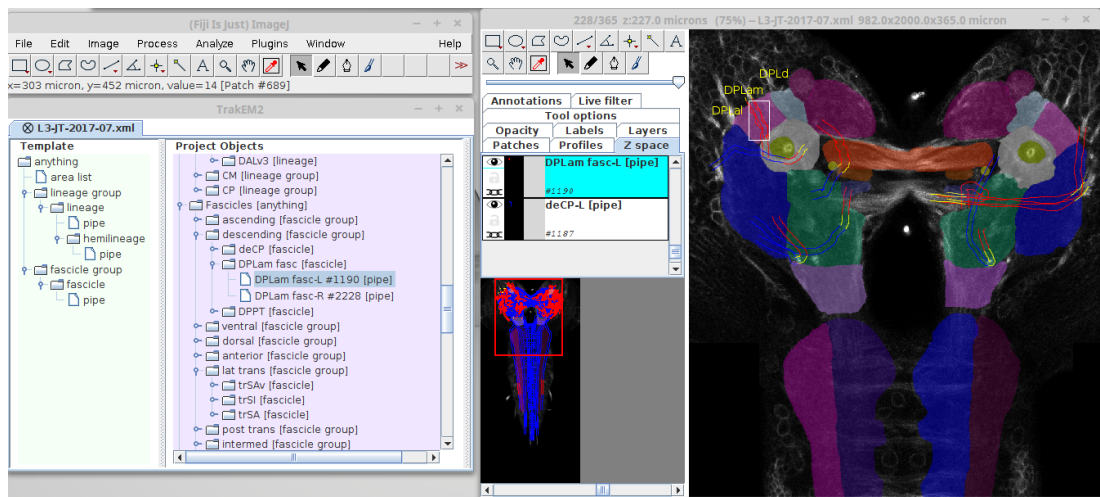 (Fiji Is Just) ImageJ
File Edit Image Process Analyze Plugins Window Help
x=303 micron, y=452 micron, value=14 [Patch #689]
TrakEM2
L3-JT-2017-07.xml
Template
anything
area list
lineage group
lineage
pipe
hemilineage
pipe
fascicle group
fascicle
pipe
Project Objects
DALv3 [lineage]
CM [lineage group]
CP [lineage group]
Fascicles [anything]
ascending [fascicle group]
descending [fascicle group]
deCP [fascicle]
DPLam fasc [fascicle]
DPLam fasc-L #1190 [pipe]
DPLam fasc-R #2228 [pipe]
DPPT [fascicle]
ventral [fascicle group]
dorsal [fascicle group]
anterior [fascicle group]
lat trans [fascicle group]
trSAv [fascicle]
trSI [fascicle]
trSA [fascicle]
post trans [fascicle group]
intermed [fascicle group]
228/365 z:227.0 microns (75%) -- L3-JT-2017-07.xml 982.0x2000.0x365.0 micron
Annotations Live filter
Tool options
Opacity Labels Layers
Patches Profiles Z space
DPLam fasc-L [pipe]
#1190
deCP-L [pipe]
#1187
DPLd
DPLam
DPLal